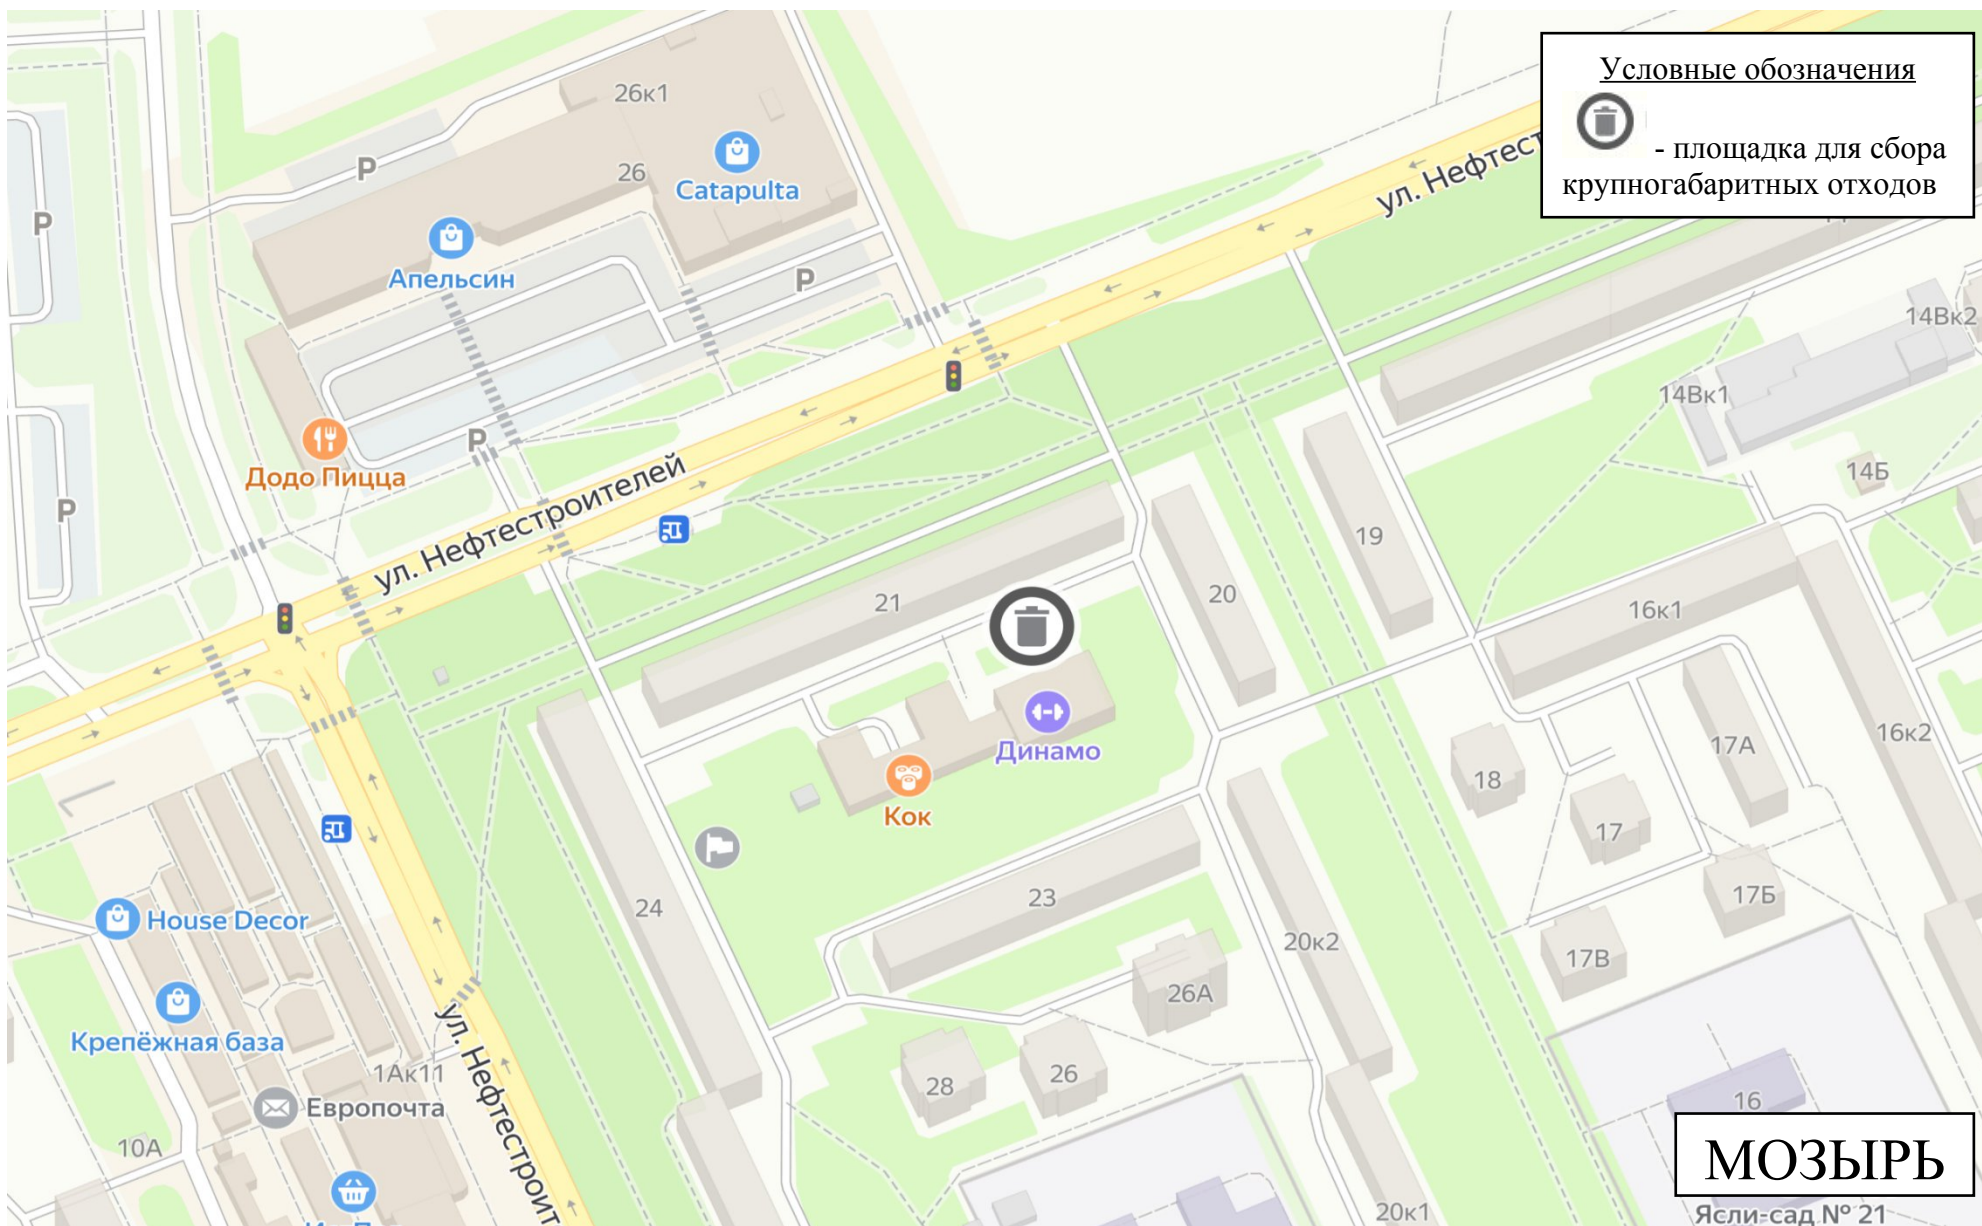 Условные обозначения
- площадка для сбора
крупногабаритных отходов
26к1
26
Catapulta
P
P
Апельсин
P
ул. Нефтест
14Вк2
14Вк1
14Б
P
Додо Пицца
P
ул. Нефтестроителей
19
21
20
16к1
Динамо
17А
16к2
18
Кок
17
23
24
17Б
House Decor
20к2
17В
26А
Крепёжная база
ул. Нефтестроит
1Ак11
28
26
Европочта
16
10А
МОЗЫРЬ
20к1
Ясли-сад № 21